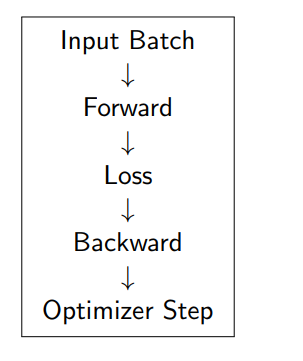 Input Batch
↓
Forward
↓
Loss
↓
Backward
↓
Optimizer Step